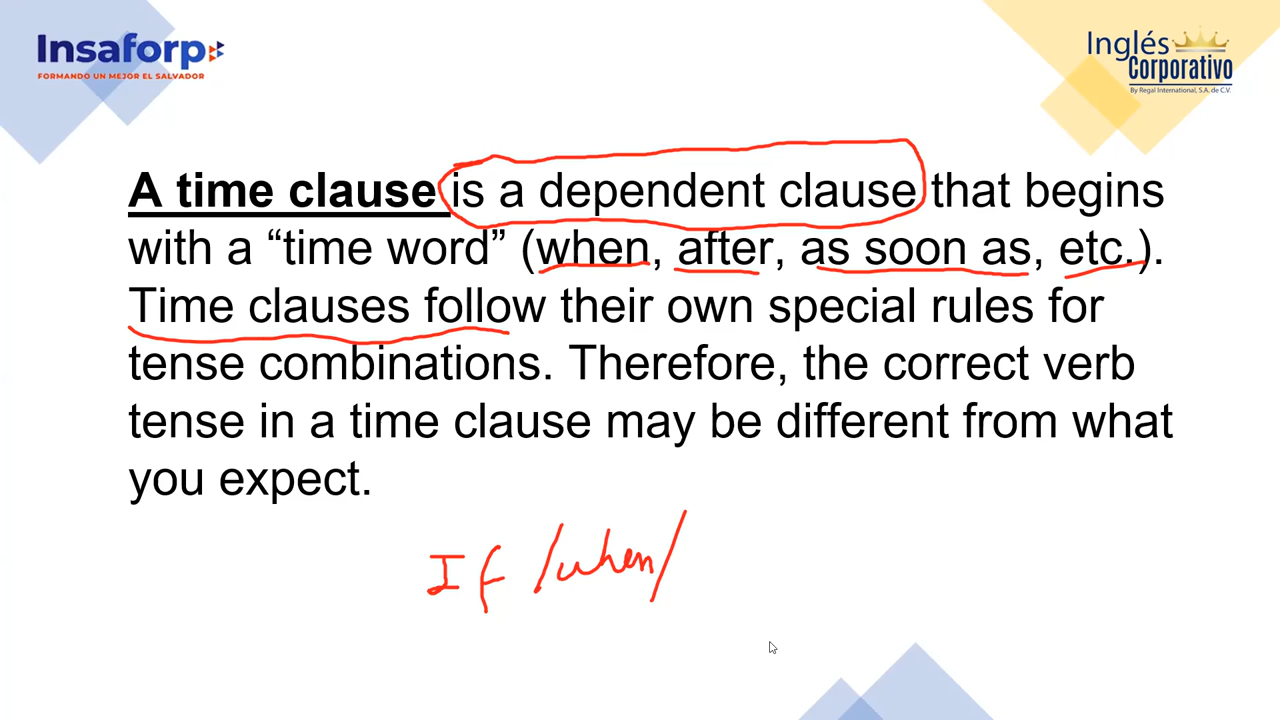 Insaforp
FORMANDO UN MEJOR EL SALVADOR
Inglés
Corporativo
By Regal International, S.A. de C.V.
A time clause is a dependent clause that begins
with a “time word” (when, after, as soon as, etc.).
Time clauses follow their own special rules for
tense combinations. Therefore, the correct verb
tense in a time clause may be different from what
you expect.
If /when/